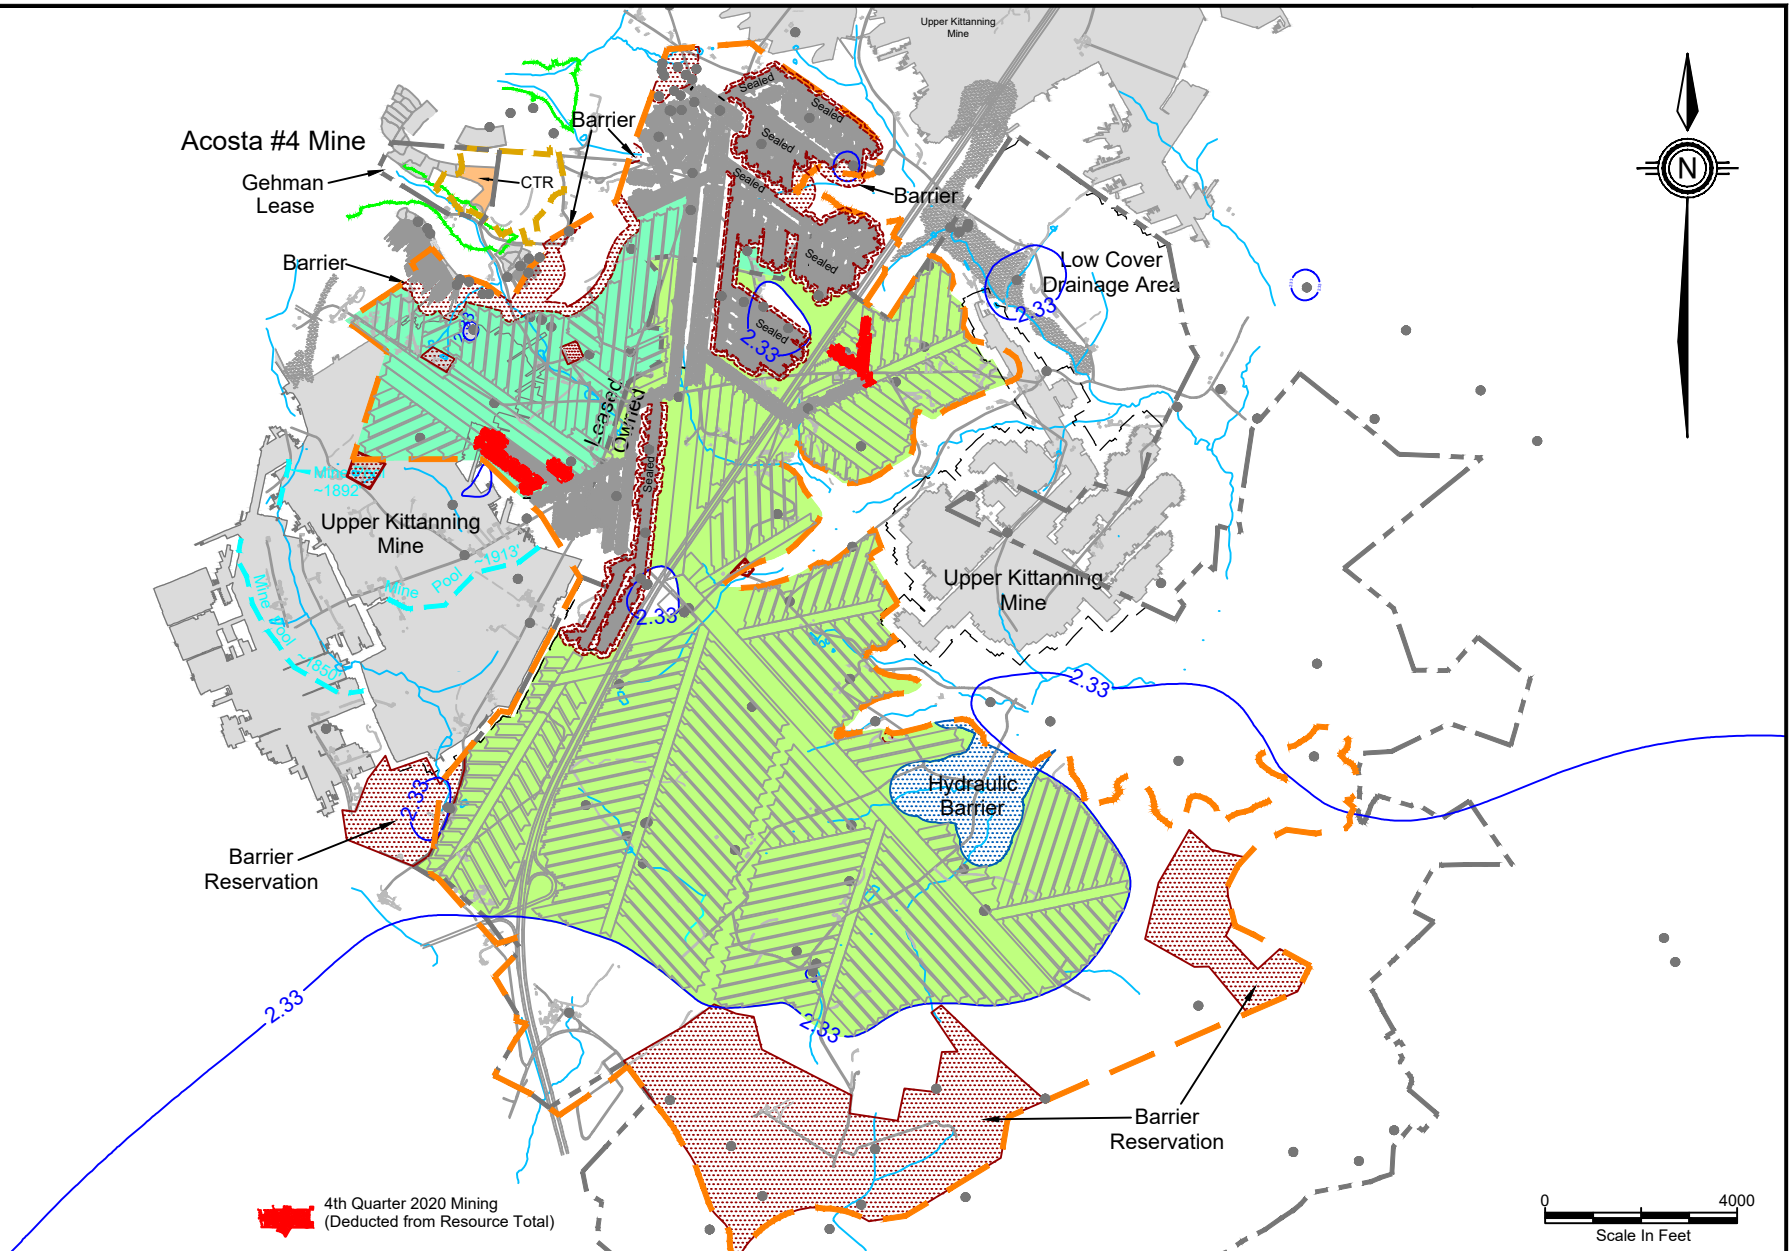 Upper Kittanning
Mine
Acosta #4 Mine
Gehman
Lease
CTR
Barrier
Barrier
Barrier
Sealed
Sealed
Sealed
Sealed
Sealed
Sealed
Sealed
N
Low Cover
Drainage Area
2.33
2.33
2.33
Leased
Owned
Mine
~1892'
Upper Kittanning
Mine
Mine Pool ~1913'
Mine Pool ~1850'
Upper Kittanning
Mine
2.33
2.33
2.33
Hydraulic
Barrier
Barrier
Reservation
2.33
2.33
Barrier
Reservation
4th Quarter 2020 Mining
(Deducted from Resource Total)
0 4000
Scale In Feet